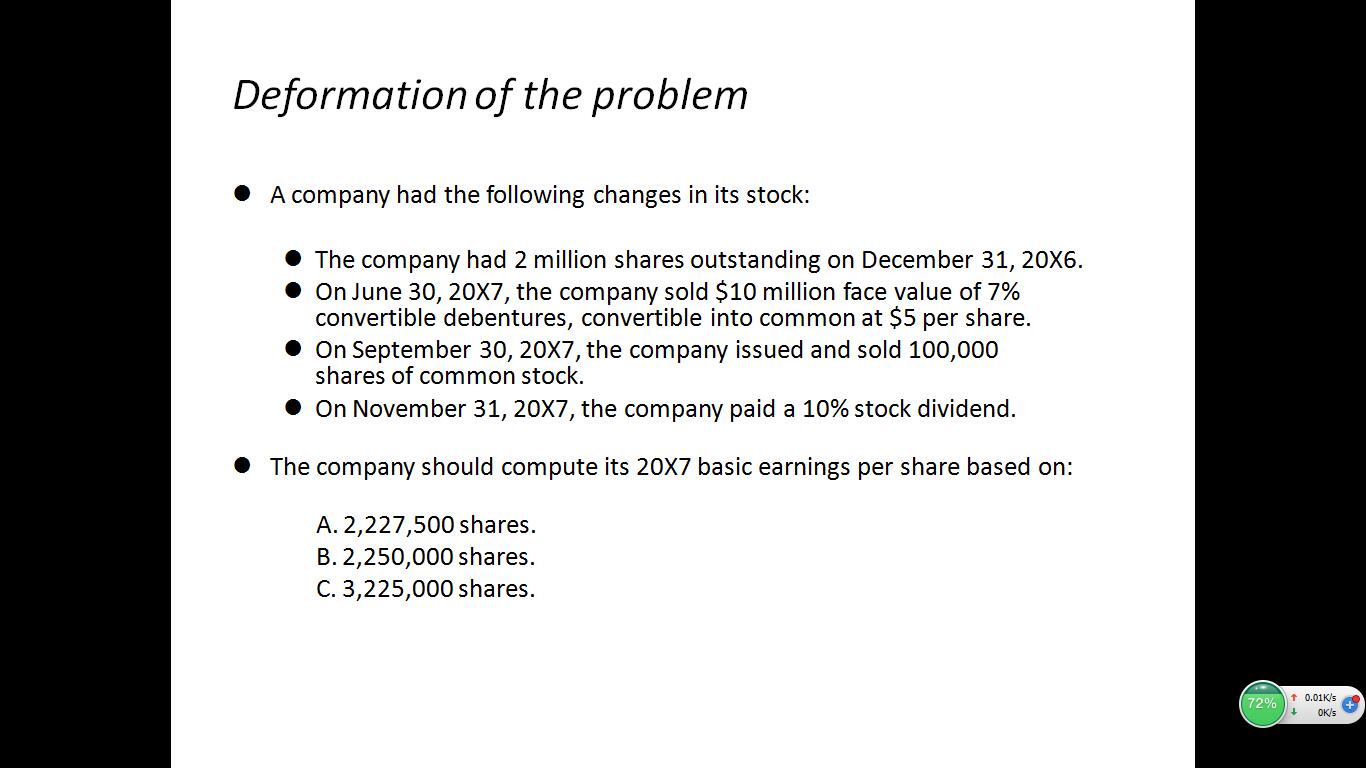 Deformation of the problem
● A company had the following changes in its stock:
● The company had 2 million shares outstanding on December 31, 20X6.
● On June 30, 20X7, the company sold $10 million face value of 7%
convertible debentures, convertible into common at $5 per share.
● On September 30, 20X7, the company issued and sold 100,000
shares of common stock.
● On November 31, 20X7, the company paid a 10% stock dividend.
● The company should compute its 20X7 basic earnings per share based on:
A. 2,227,500 shares.
B. 2,250,000 shares.
C. 3,225,000 shares.
72%
0.01K/s
0K/s